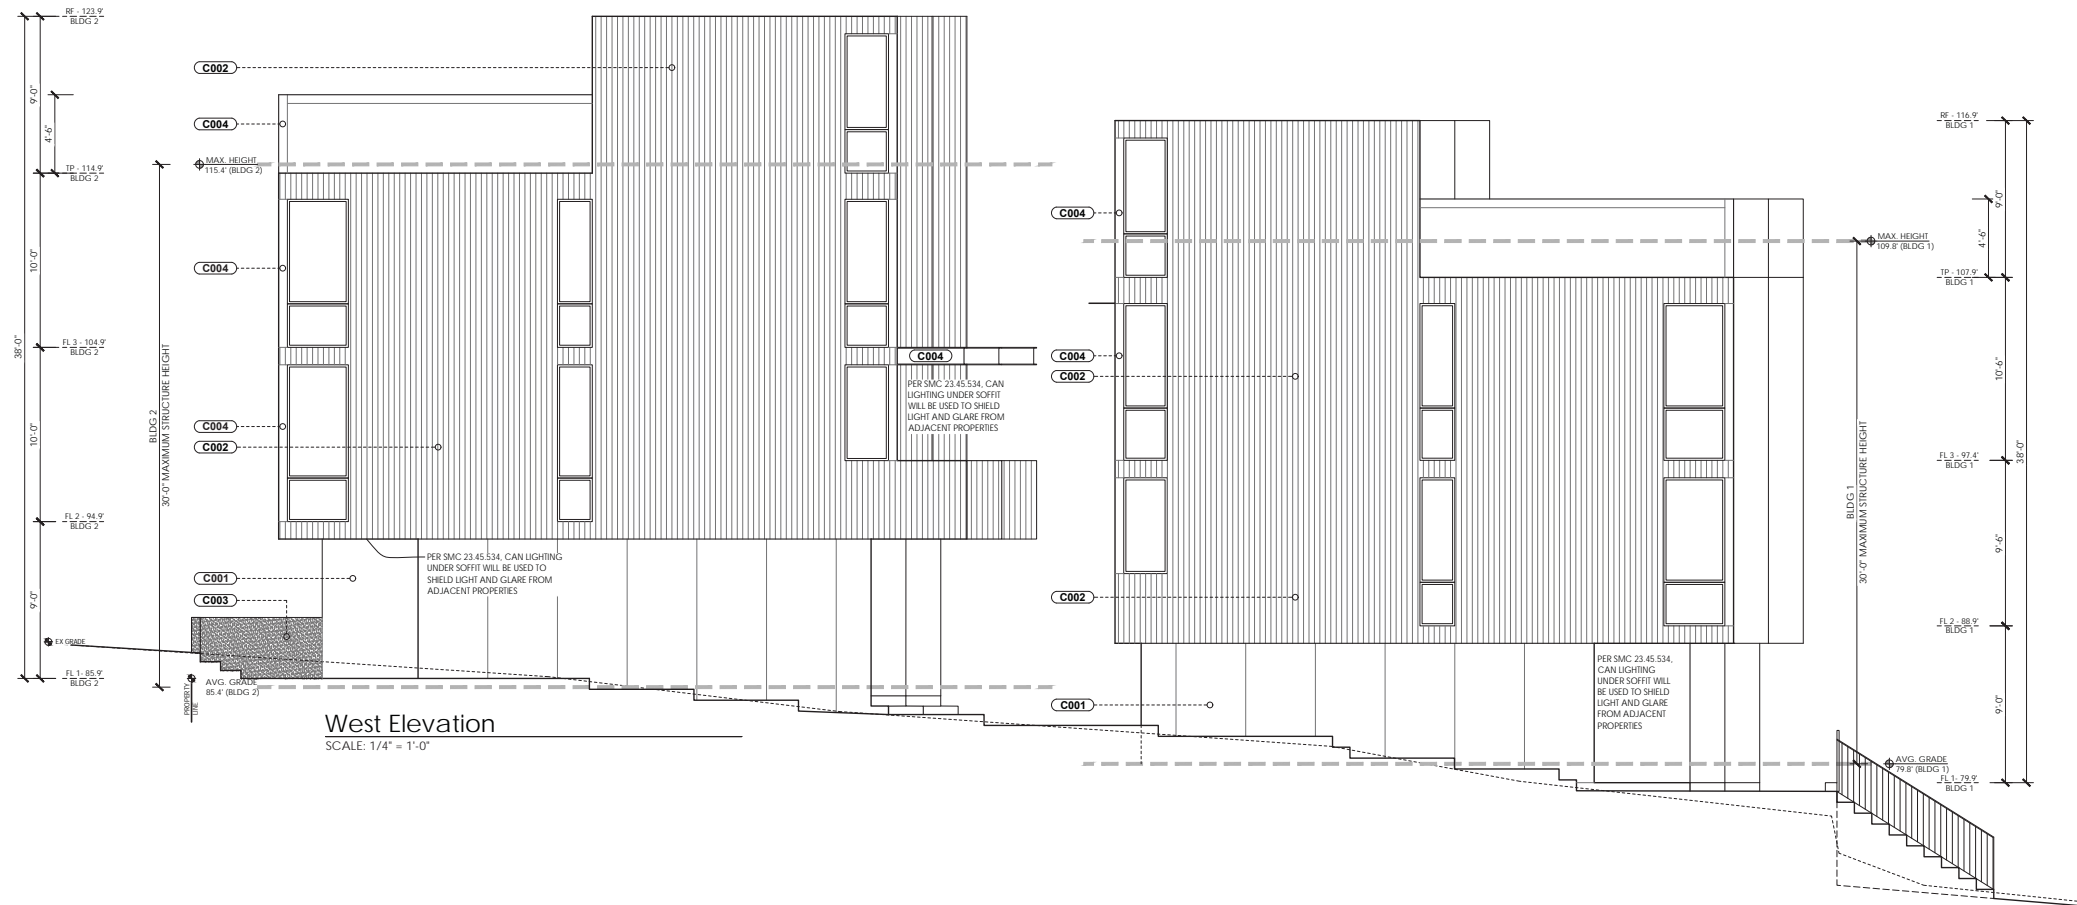 RF - 123.9'
BLDG 2
9'-0"
4'-6"
TP - 114.9'
BLDG 2
10'-0"
38'-0"
FL 3 - 104.9'
BLDG 2
10'-0"
FL 2 - 94.9'
BLDG 2
9'-0"
EX GRADE
FL 1- 85.9'
BLDG 2
BLDG 2
30'-0" MAXIMUM STRUCTURE HEIGHT
PROPERTY
LINE
C002
C004
MAX. HEIGHT
115.4' (BLDG 2)
C004
C004
C002
C001
C003
AVG. GRADE
85.4' (BLDG 2)
PER SMC 23.45.534, CAN LIGHTING
UNDER SOFFIT WILL BE USED TO
SHIELD LIGHT AND GLARE FROM
ADJACENT PROPERTIES
C004
PER SMC 23.45.534, CAN
LIGHTING UNDER SOFFIT
WILL BE USED TO SHIELD
LIGHT AND GLARE FROM
ADJACENT PROPERTIES
West Elevation
SCALE: 1/4" = 1'-0"
C004
C004
C002
C002
C001
PER SMC 23.45.534,
CAN LIGHTING
UNDER SOFFIT WILL
BE USED TO SHIELD
LIGHT AND GLARE
FROM ADJACENT
PROPERTIES
MAX. HEIGHT
109.8' (BLDG 1)
BLDG 1
30'-0" MAXIMUM STRUCTURE HEIGHT
AVG. GRADE
79.8' (BLDG 1)
RF - 116.9'
BLDG 1
9'-0"
4'-6"
TP - 107.9'
BLDG 1
10'-6"
38'-0"
FL 3 - 97.4'
BLDG 1
9'-6"
FL 2 - 88.9'
BLDG 1
9'-0"
FL 1- 79.9'
BLDG 1